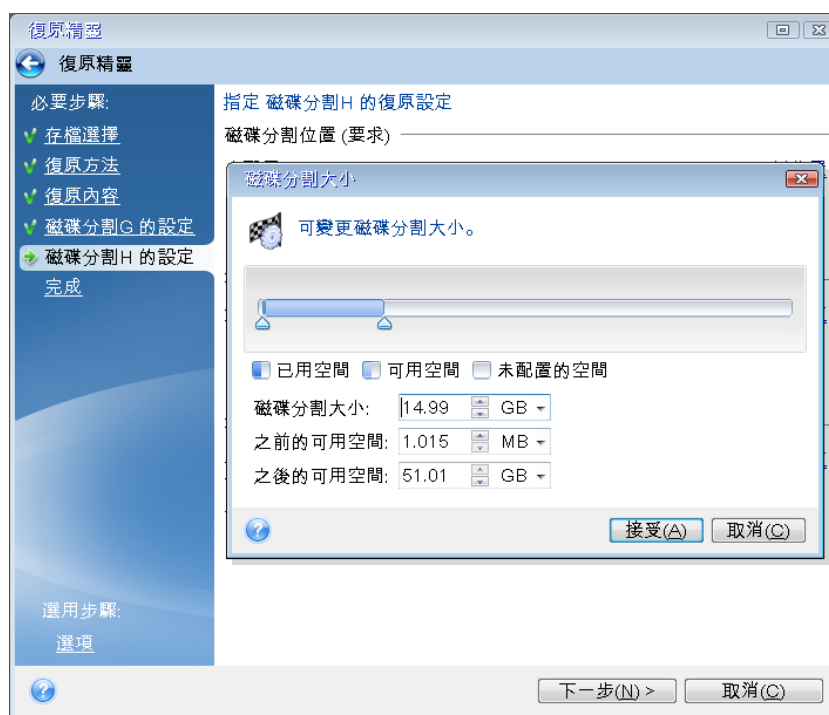 復原精靈
復原精靈
必要步驟:
存檔選擇
復原方法
復原內容
磁碟分割G 的設定
磁碟分割H 的設定
完成
選用步驟:
選項
指定 磁碟分割H 的復原設定
磁碟分割位置 (要求)
磁碟分割大小
可變更磁碟分割大小。
已用空間 可用空間 未配置的空間
磁碟分割大小: 14.99 GB
之前的可用空間: 1.015 MB
之後的可用空間: 51.01 GB
接受(A) 取消(C)
下一步(N) > 取消(C)